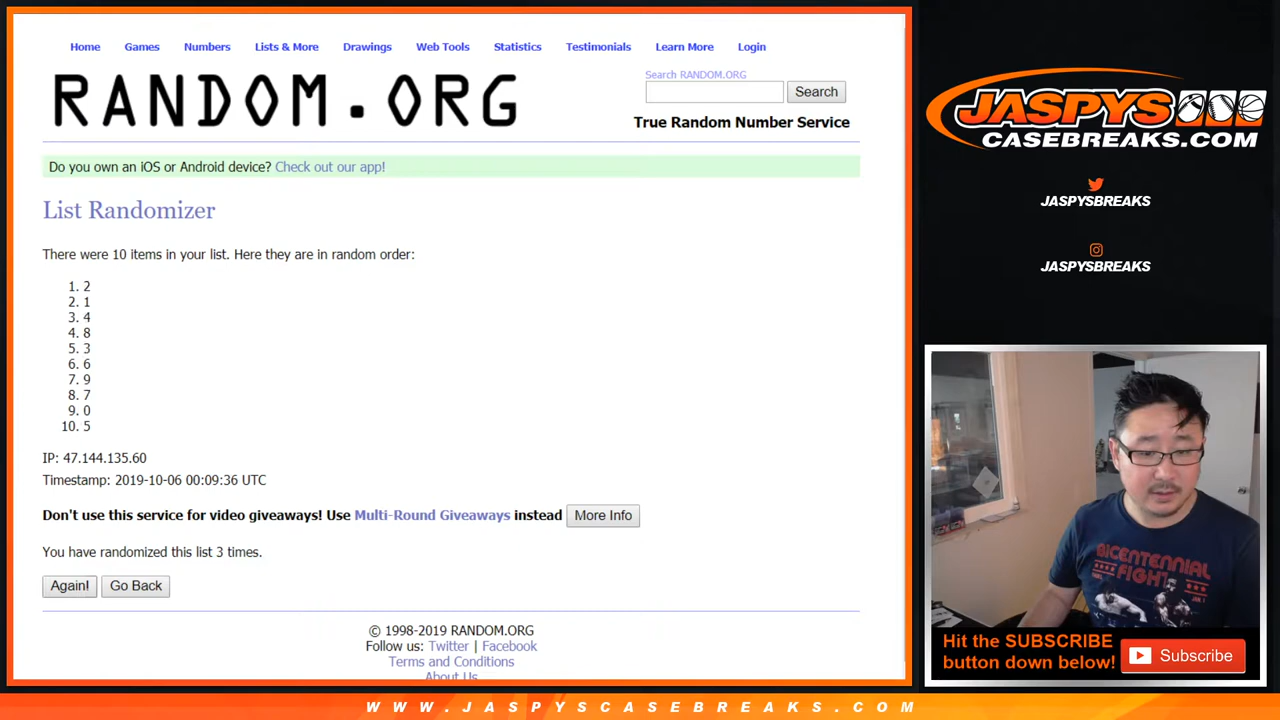 Home Games Numbers Lists & More Drawings Web Tools Statistics Testimonials Learn More Login
RANDOM.ORG
Search RANDOM.ORG
Search
True Random Number Service
Do you own an iOS or Android device? Check out our app!
List Randomizer
There were 10 items in your list. Here they are in random order:
1. 2
2. 1
3. 4
4. 8
5. 3
6. 6
7. 9
8. 7
9. 0
10. 5
IP: 47.144.135.60
Timestamp: 2019-10-06 00:09:36 UTC
Don't use this service for video giveaways! Use Multi-Round Giveaways instead More Info
You have randomized this list 3 times.
Again! Go Back
© 1998-2019 RANDOM.ORG
Follow us: Twitter | Facebook
Terms and Conditions
About Us
JASPYS
CASEBREAKS.COM
JASPYSBREAKS
JASPYSBREAKS
BICENTENNIAL
FIGHT
Hit the SUBSCRIBE
button down below!
Subscribe
WWW.JASPYSCASEBREAKS.COM